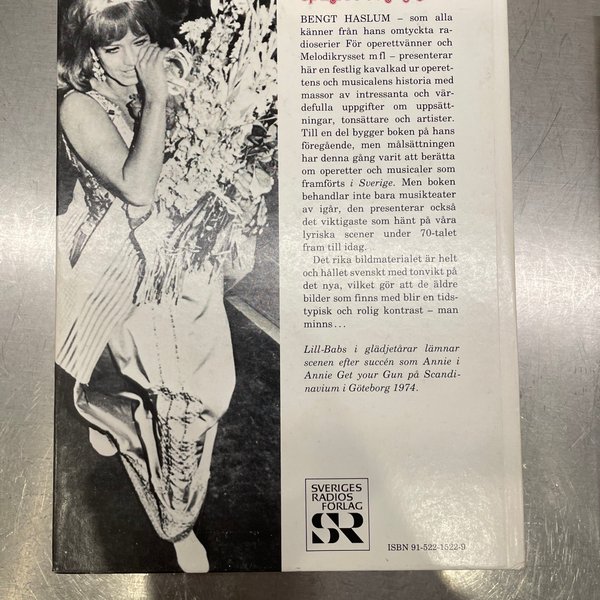 BENGT HASLUM – som alla
känner från hans omtyckta ra-
dioserier För operettvänner och
Melodikrysset m fl – presenterar
här en festlig kavalkad ur operet-
tens och musicalens historia med
massor av intressanta och vär-
defulla uppgifter om uppsätt-
ningar, tonsättare och artister.
Till en del bygger boken på hans
föregående, men målsättningen
har denna gång varit att berätta
om operetter och musicaler som
framförts i Sverige. Men boken
behandlar inte bara musikteater
av igår, den presenterar också
det viktigaste som hänt på våra
lyriska scener under 70-talet
fram till idag.
Det rika bildmaterialet är helt
och hållet svenskt med tonvikt på
det nya, vilket gör att de äldre
bilder som finns med blir en tids-
typisk och rolig kontrast – man
minns . . .
Lill-Babs i glädjetårar lämnar
scenen efter succén som Annie i
Annie Get your Gun på Scandi-
navium i Göteborg 1974.
SVERIGES
RADIOS
FÖRLAG
SR
ISBN 91-522-1522-9